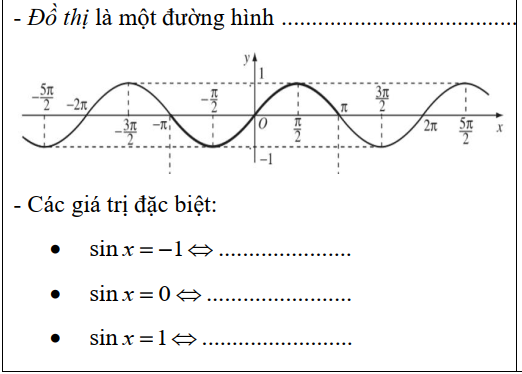 - Đồ thị là một đường hình ........................................
y
1
-5π/2 -2π -π/2 3π/2
-3π/2 -π O π/2 π 2π 5π/2 x
-1
- Các giá trị đặc biệt:
• sin x = −1 ⇔ .......................
• sin x = 0 ⇔ .........................
• sin x = 1 ⇔ ..........................